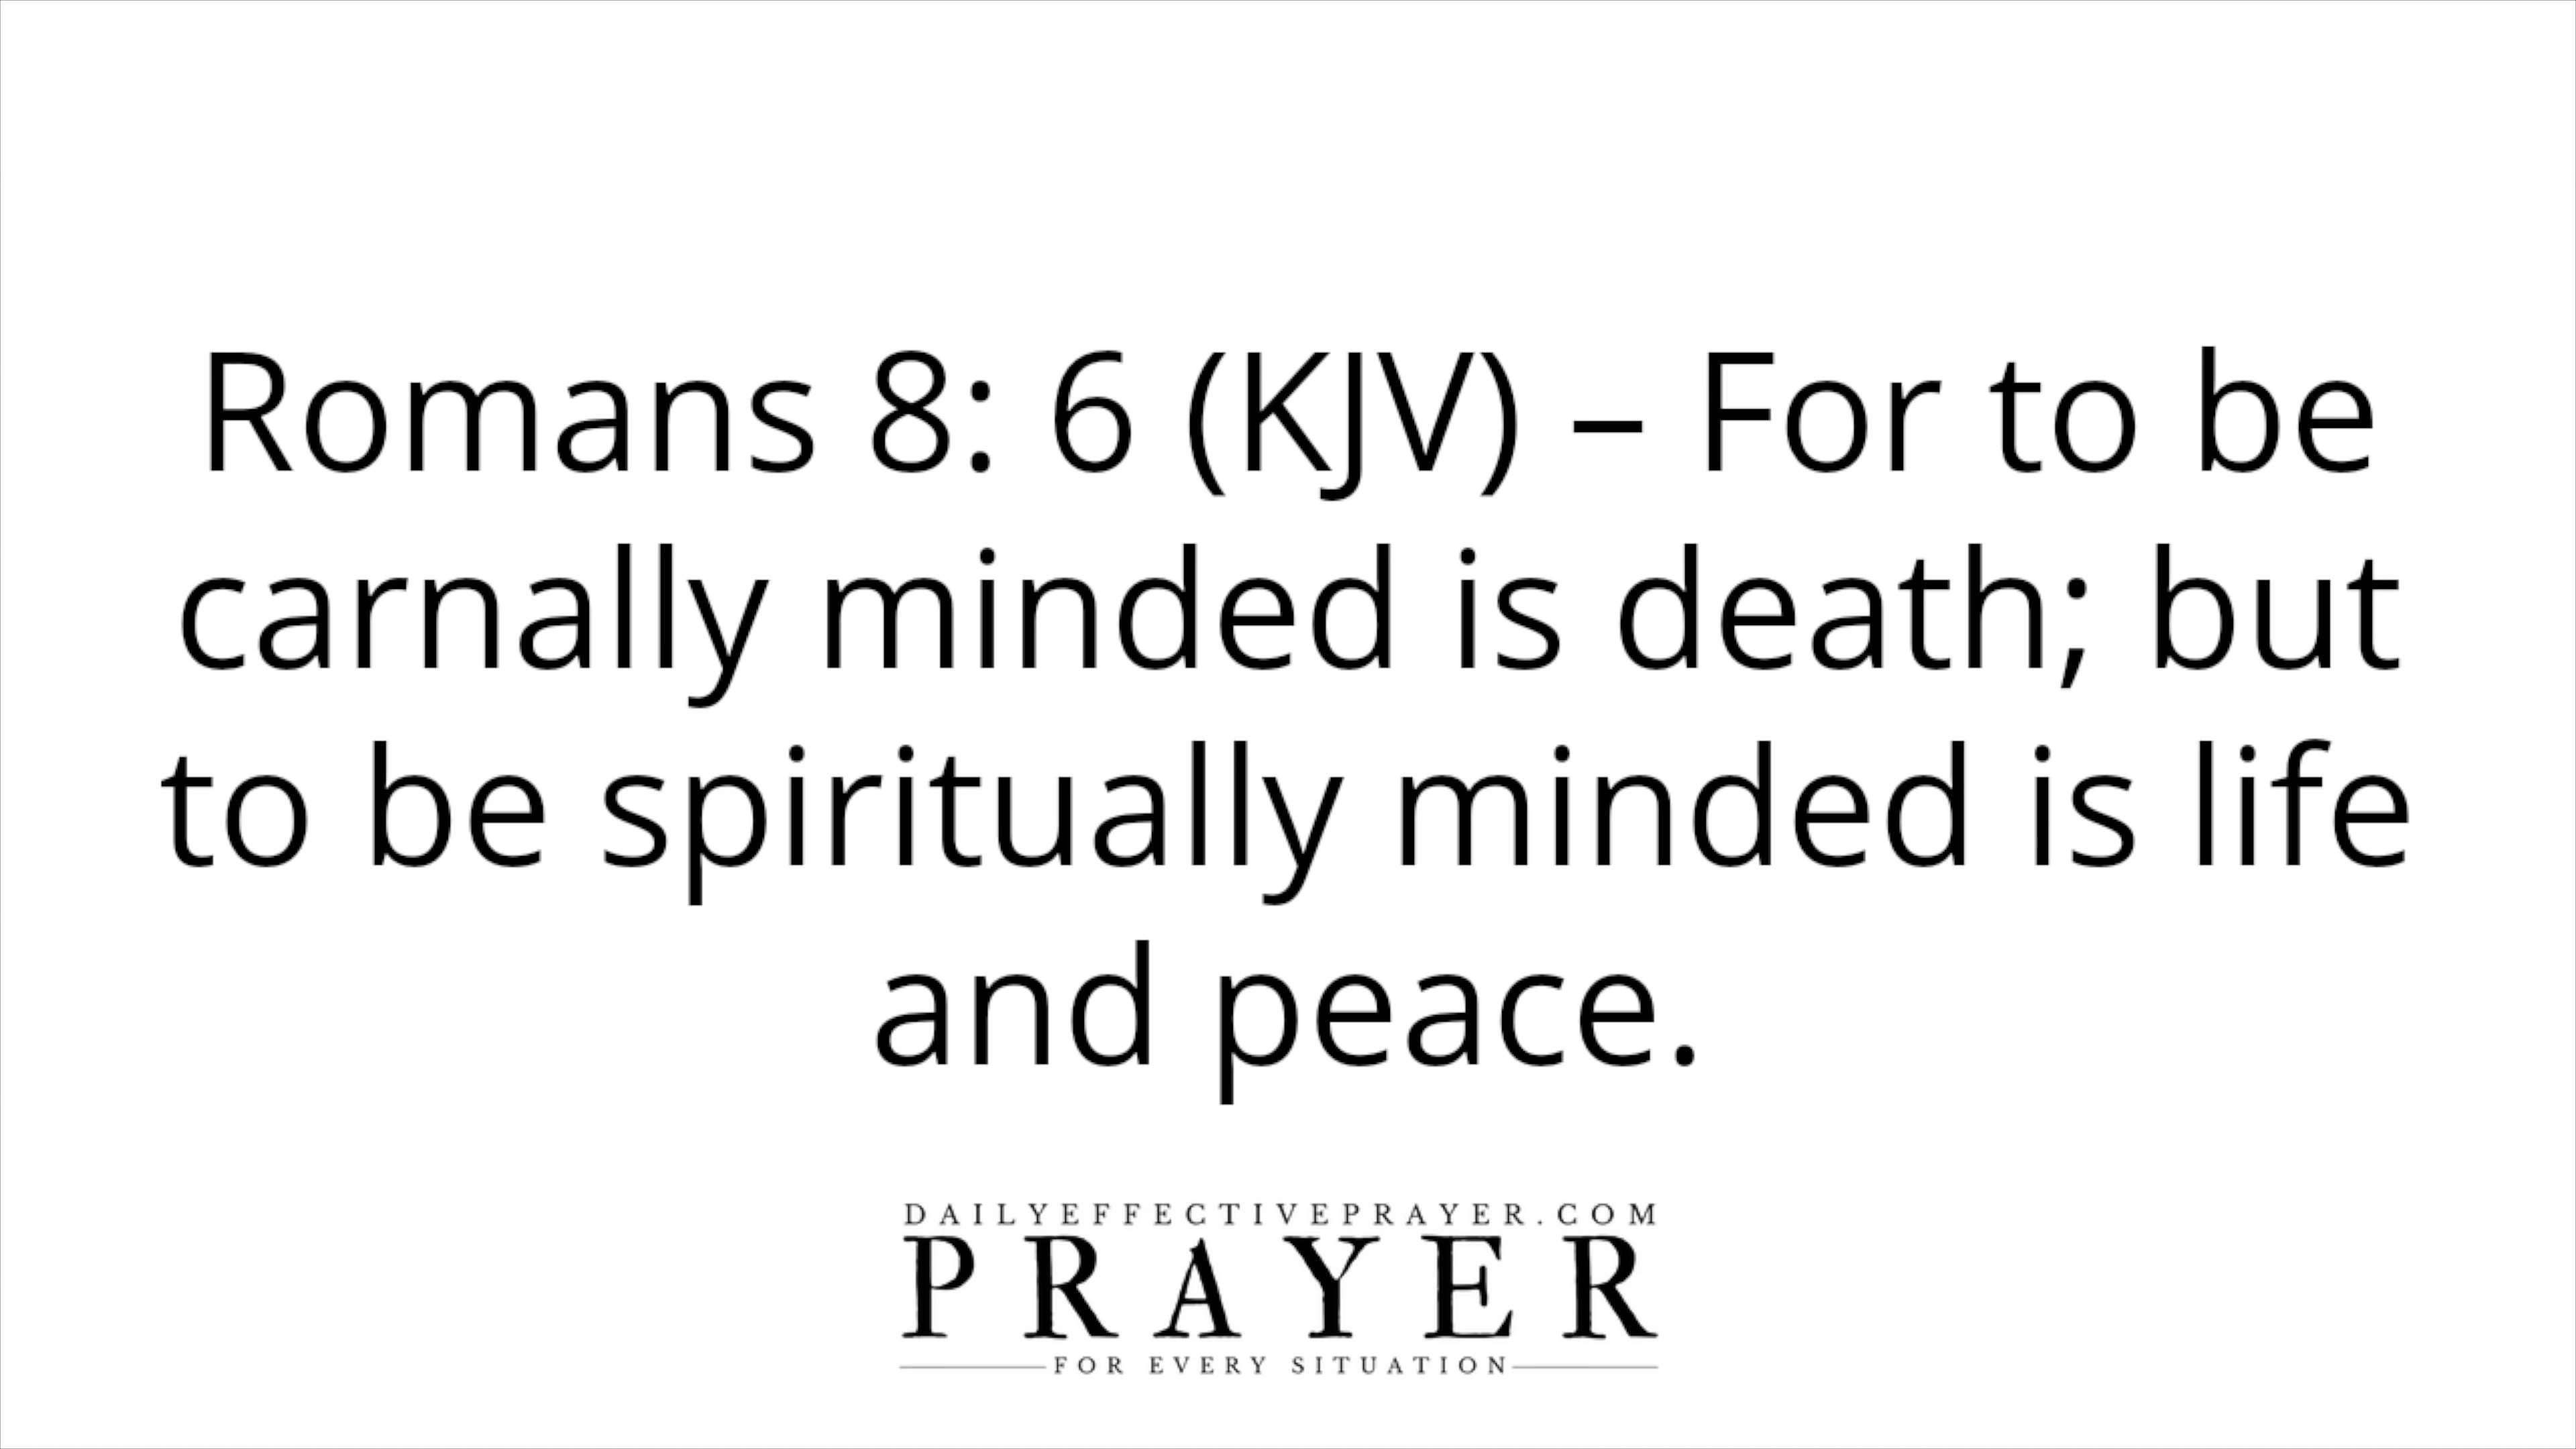 Romans 8: 6 (KJV) – For to be
carnally minded is death; but
to be spiritually minded is life
and peace.
DAILYEFFECTIVEPRAYER.COM
PRAYER
FOR EVERY SITUATION